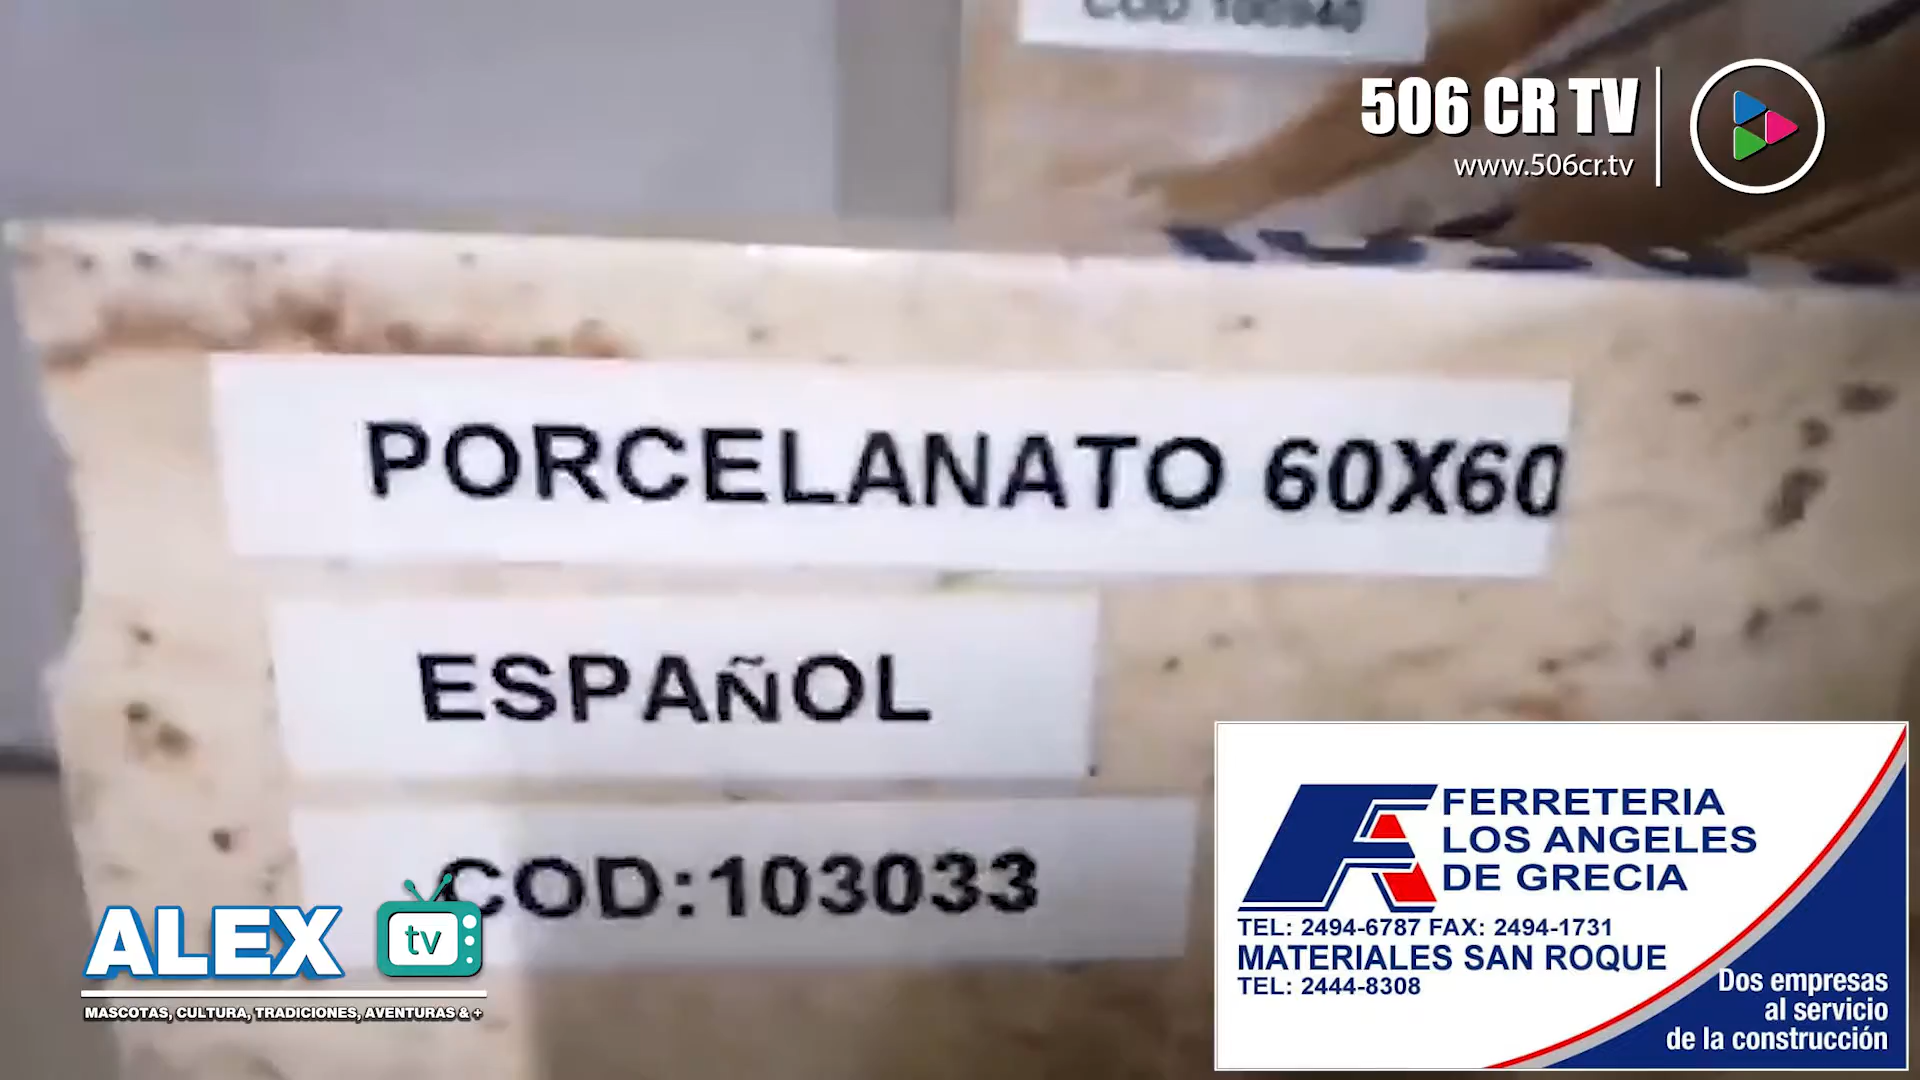 COD 100940
506 CR TV
www.506cr.tv
PORCELANATO 60X60
ESPAÑOL
COD:103033
ALEX tv
MASCOTAS, CULTURA, TRADICIONES, AVENTURAS & +
FERRETERIA
LOS ANGELES
DE GRECIA
TEL: 2494-6787 FAX: 2494-1731
MATERIALES SAN ROQUE
TEL: 2444-8308
Dos empresas
al servicio
de la construcción